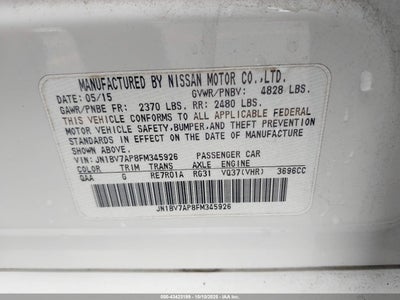 MANUFACTURED BY NISSAN MOTOR CO.,LTD.
DATE: 05/15 GVWR/PNBV: 4828 LBS.
GAWR/PNBE FR: 2370 LBS. RR: 2480 LBS.
THIS VEHICLE CONFORMS TO ALL APPLICABLE FEDERAL
MOTOR VEHICLE SAFETY,BUMPER,AND THEFT PREVENTION
STANDARDS IN EFFECT ON THE DATE OF MANUFACTURE
SHOWN ABOVE.
VIN: JN1BV7AP8FM345926 PASSENGER CAR
COLOR TRIM TRANS AXLE ENGINE
QAA G RE7R01A RG31 VQ37(VHR) 3696CC
JN1BV7AP8FM345926